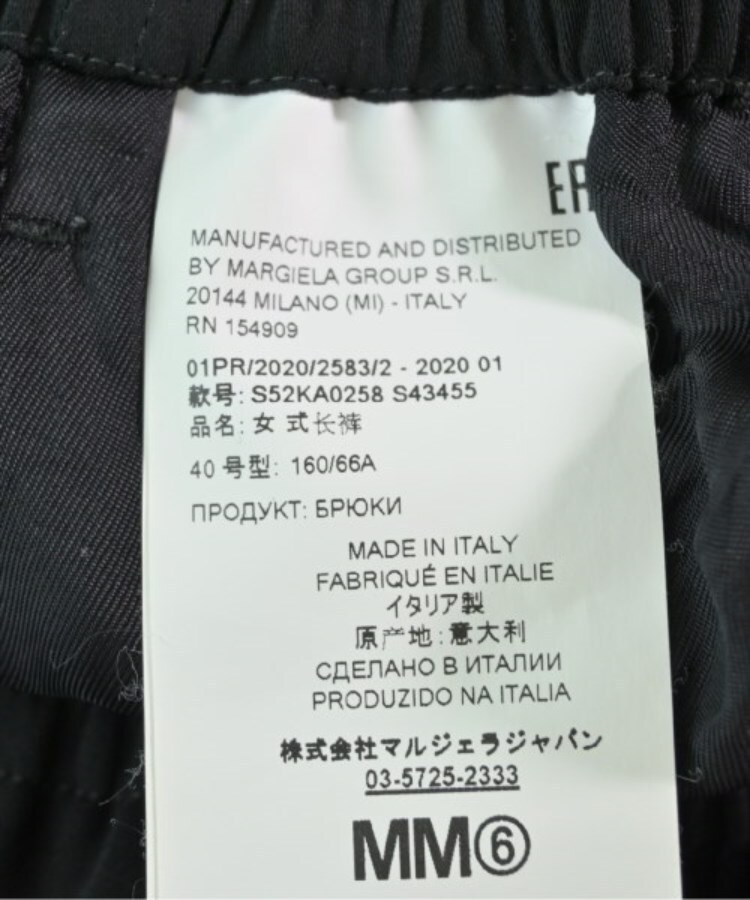 MANUFACTURED AND DISTRIBUTED
BY MARGIELA GROUP S.R.L.
20144 MILANO (MI) - ITALY
RN 154909
01PR/2020/2583/2 - 2020 01
款号: S52KA0258 S43455
品名: 女 式长裤
40 号型: 160/66A
ПРОДУКТ: БРЮКИ
MADE IN ITALY
FABRIQUÉ EN ITALIE
イタリア製
原产地: 意大利
СДЕЛАНО В ИТАЛИИ
PRODUZIDO NA ITALIA
株式会社マルジェラジャパン
03-5725-2333
MM⑥